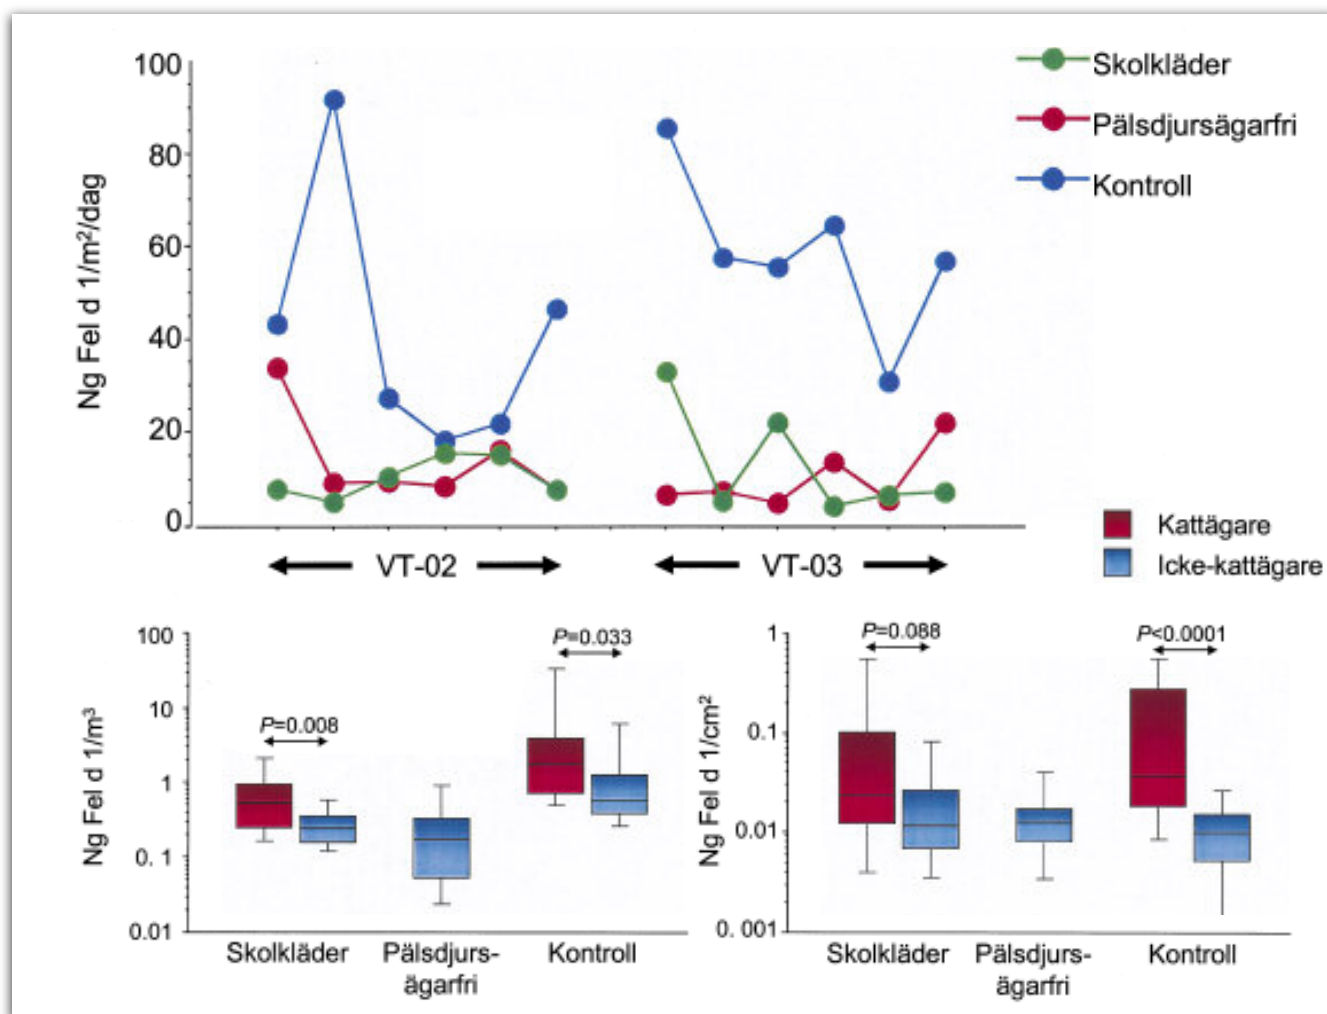 100
80
60
40
20
0
Ng Fel d 1/m²/dag
Skolkläder
Pälsdjursägarfri
Kontroll
VT-02
VT-03
Kattägare
Icke-kattägare
100
10
1
0.1
0.01
Ng Fel d 1/m³
P=0.008
P=0.033
Skolkläder
Pälsdjurs-
ägarfri
Kontroll
1
0.1
0.01
0. 001
Ng Fel d 1/cm²
P=0.088
P<0.0001
Skolkläder
Pälsdjurs-
ägarfri
Kontroll